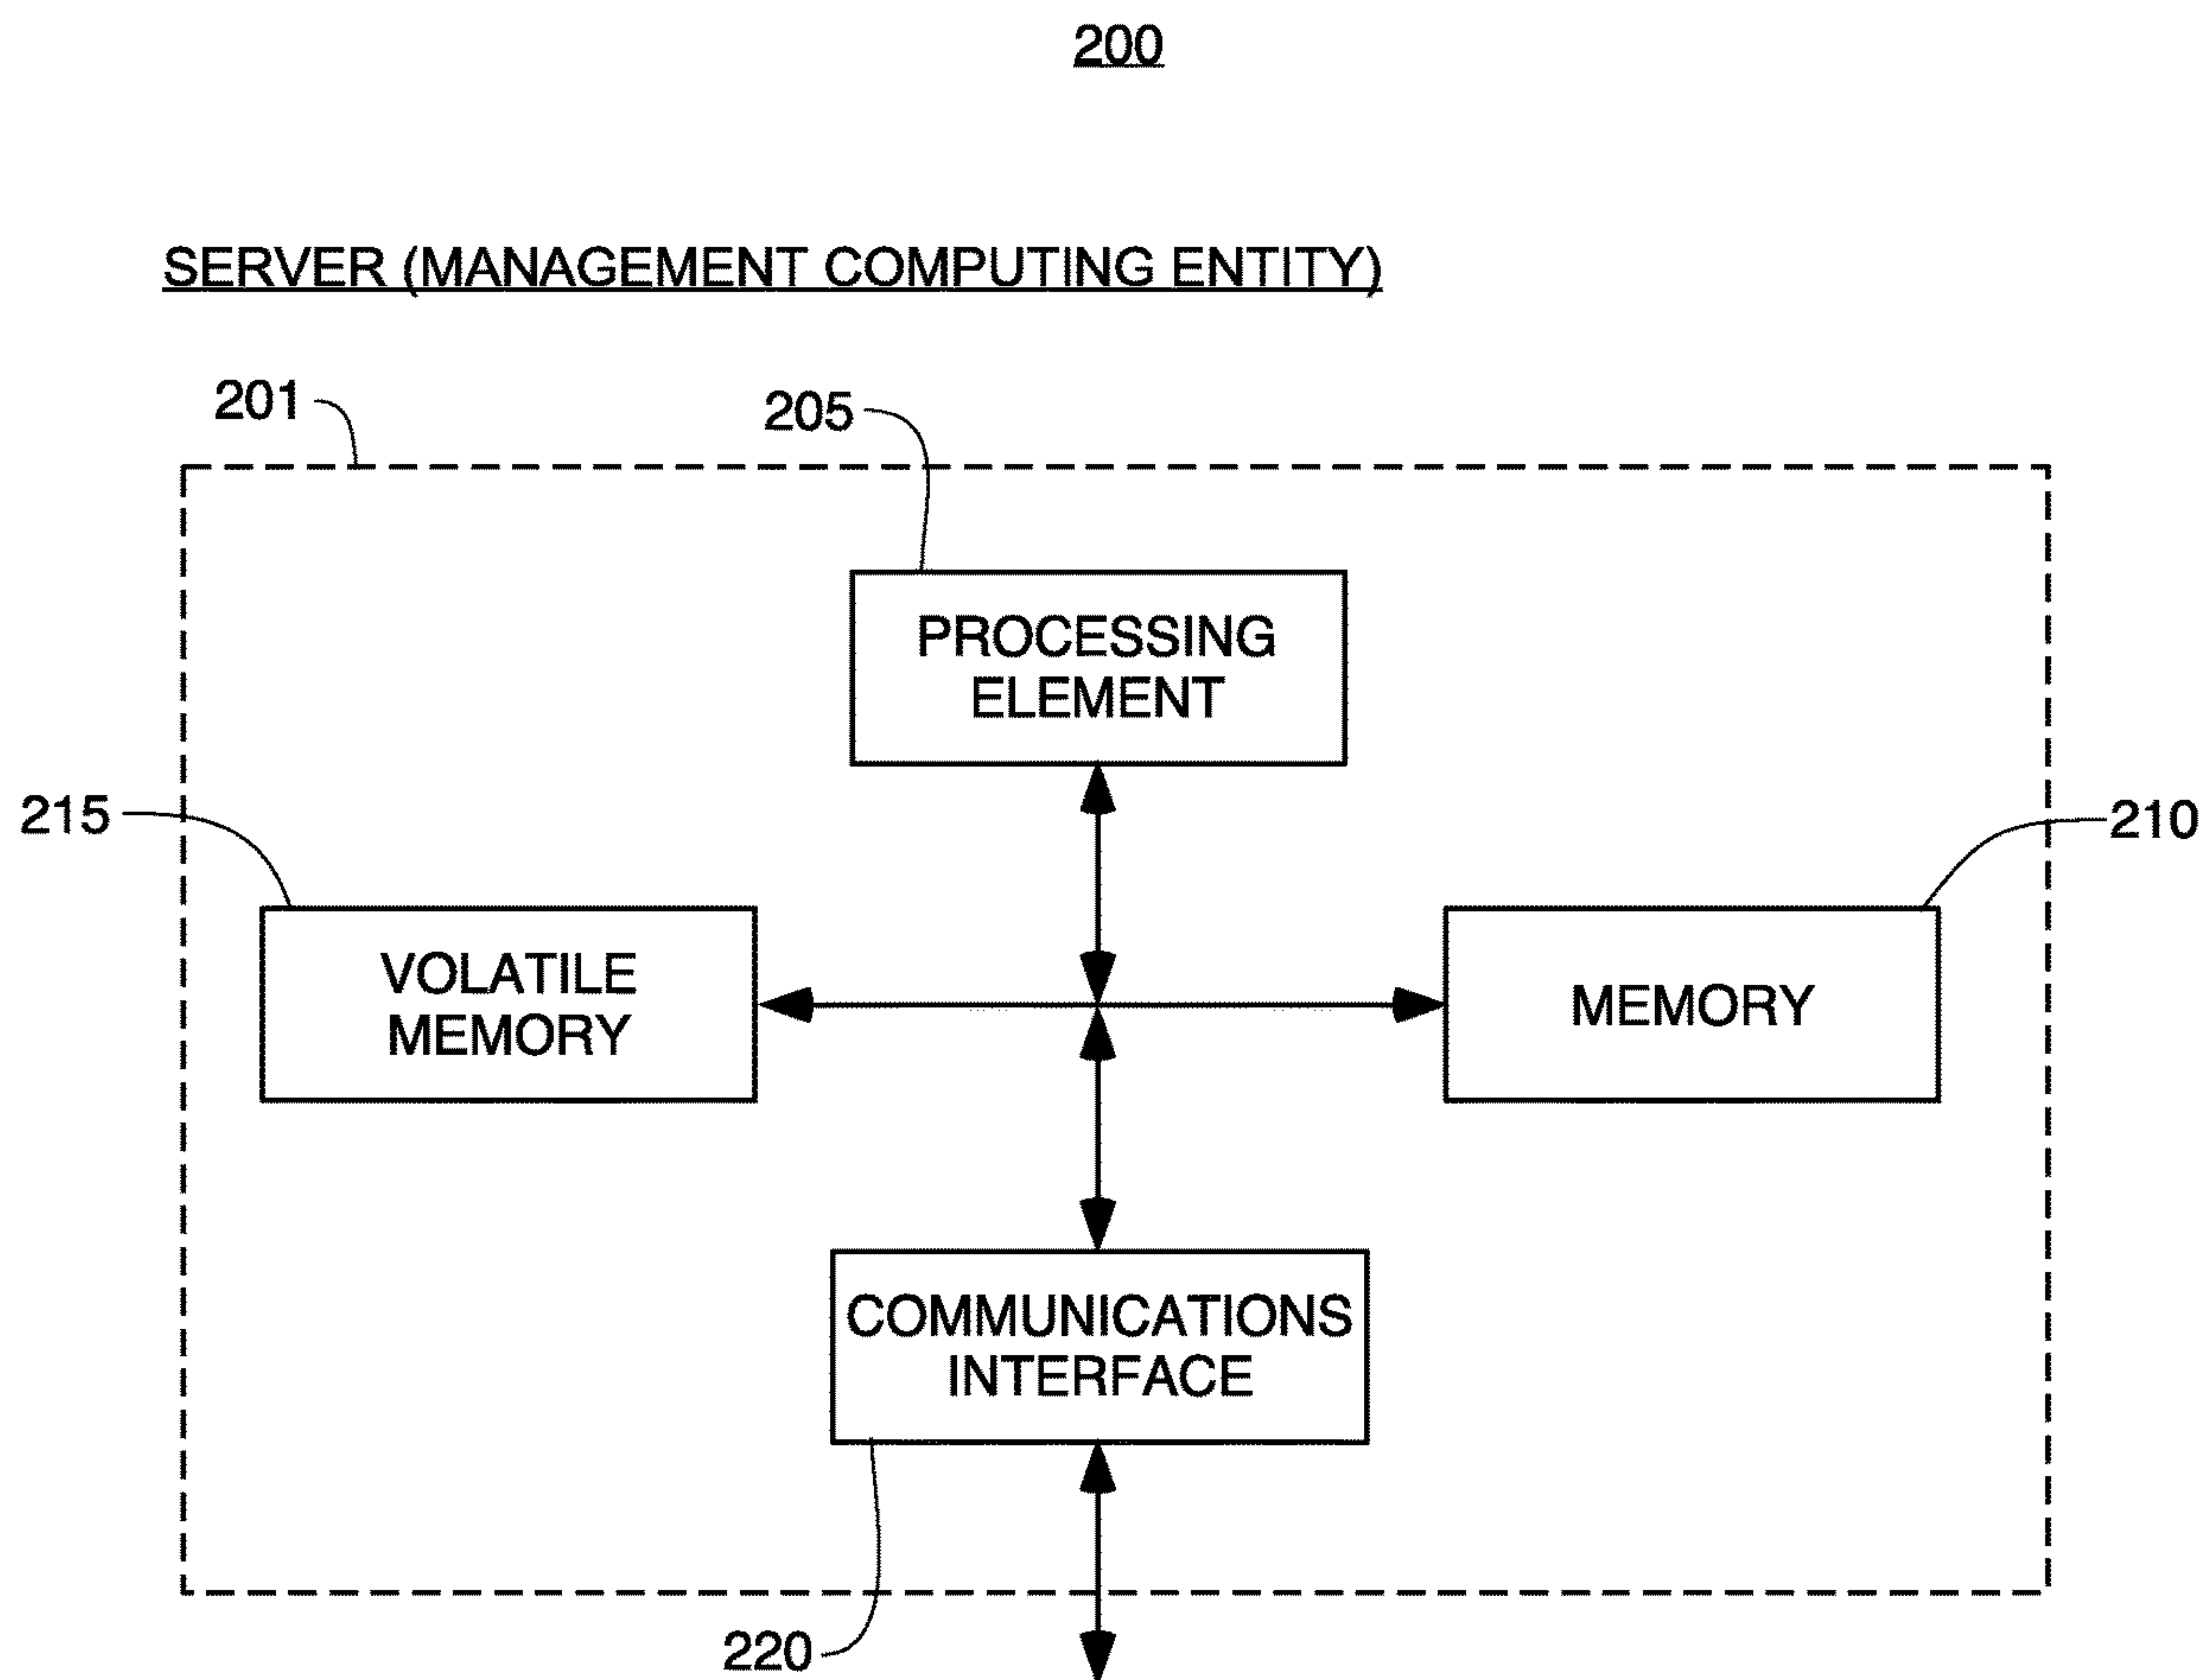 200
SERVER (MANAGEMENT COMPUTING ENTITY)
201
205
PROCESSING
ELEMENT
215
210
VOLATILE
MEMORY
MEMORY
COMMUNICATIONS
INTERFACE
220